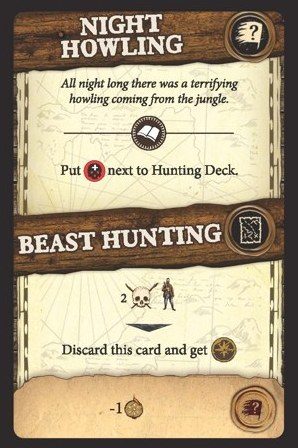 NIGHT
HOWLING
?
All night long there was a terrifying
howling coming from the jungle.
Put + next to Hunting Deck.
BEAST HUNTING
2
Discard this card and get
-1
?